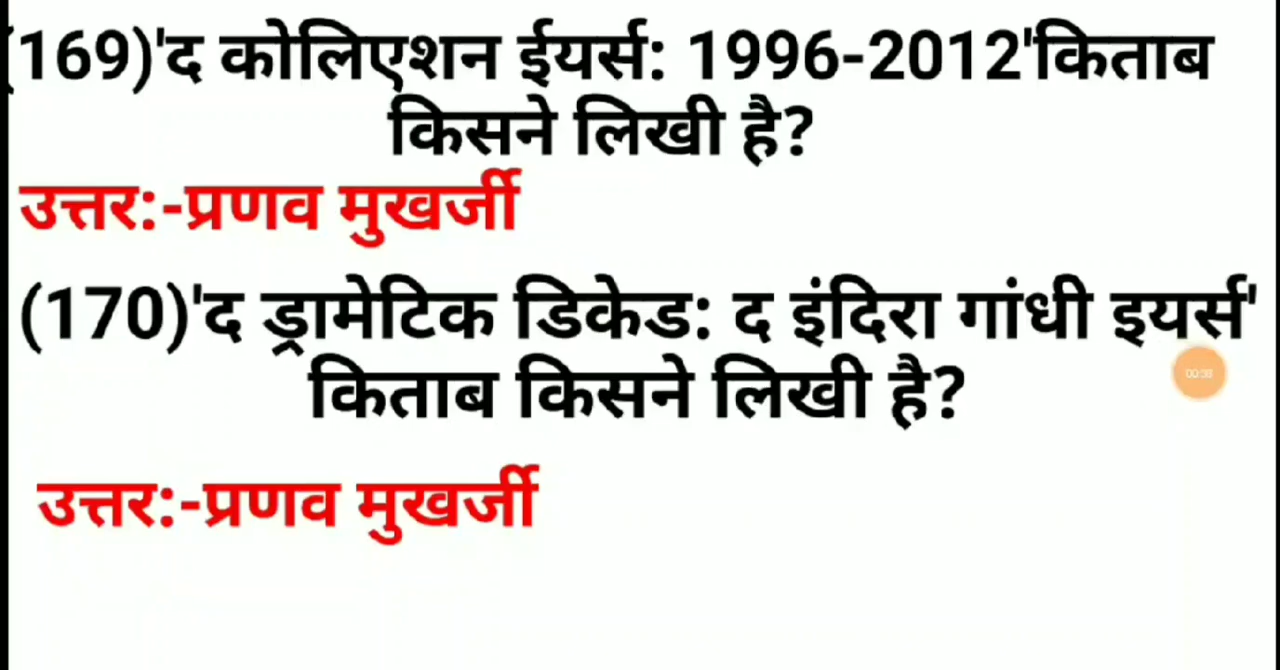 (169)'द कोलिएशन ईयर्स: 1996-2012'किताब
किसने लिखी है?
उत्तर:-प्रणव मुखर्जी
(170)'द ड्रामेटिक डिकेड: द इंदिरा गांधी इयर्स'
किताब किसने लिखी है?
उत्तर:-प्रणव मुखर्जी